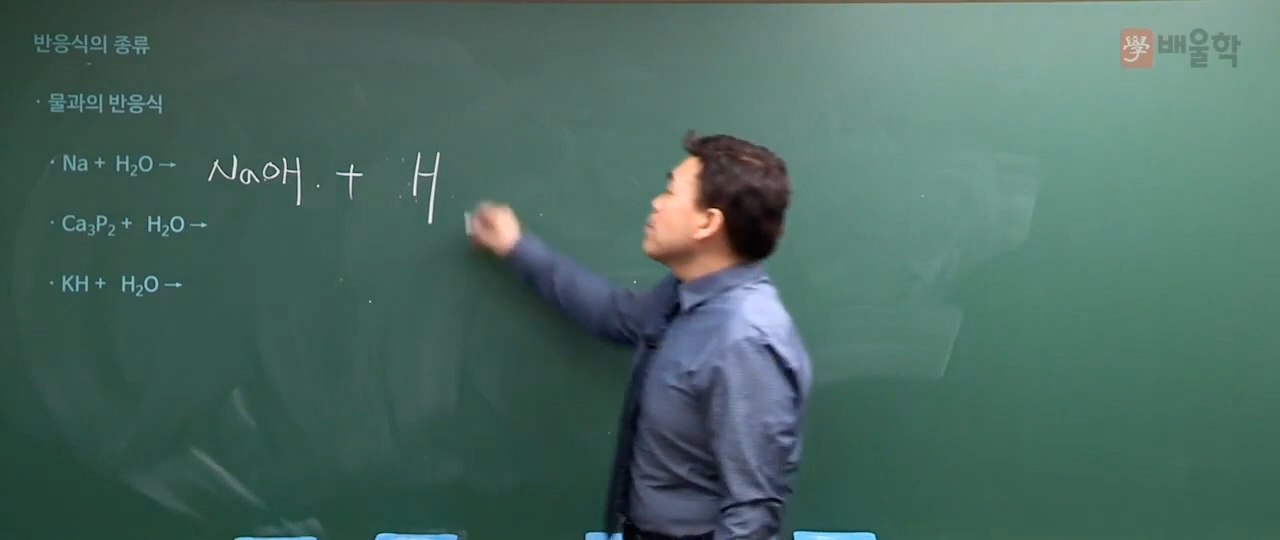 반응식의 종류
學 배울학
· 물과의 반응식
· Na + H₂O → NaOH + H
· Ca₃P₂ + H₂O →
· KH + H₂O →